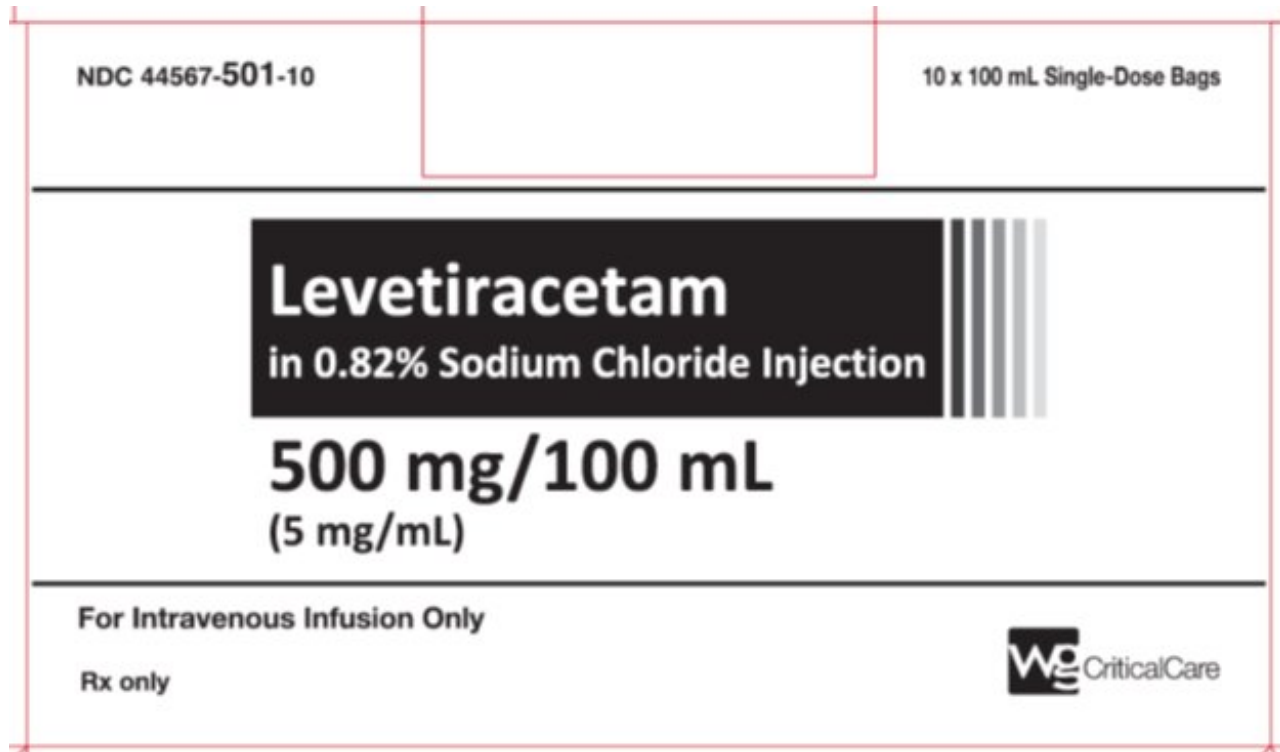 NDC 44567-501-10
10 x 100 mL Single-Dose Bags
Levetiracetam
in 0.82% Sodium Chloride Injection
500 mg/100 mL
(5 mg/mL)
For Intravenous Infusion Only
Rx only
wg CriticalCare